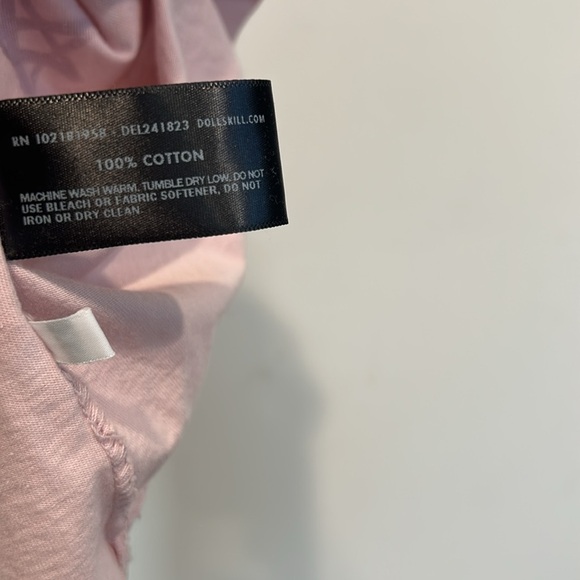 RN 102181958 - DEL241823 DOLLSKILL.COM
100% COTTON
MACHINE WASH WARM. TUMBLE DRY LOW. DO NOT
USE BLEACH OR FABRIC SOFTENER, DO NOT
IRON OR DRY CLEAN.